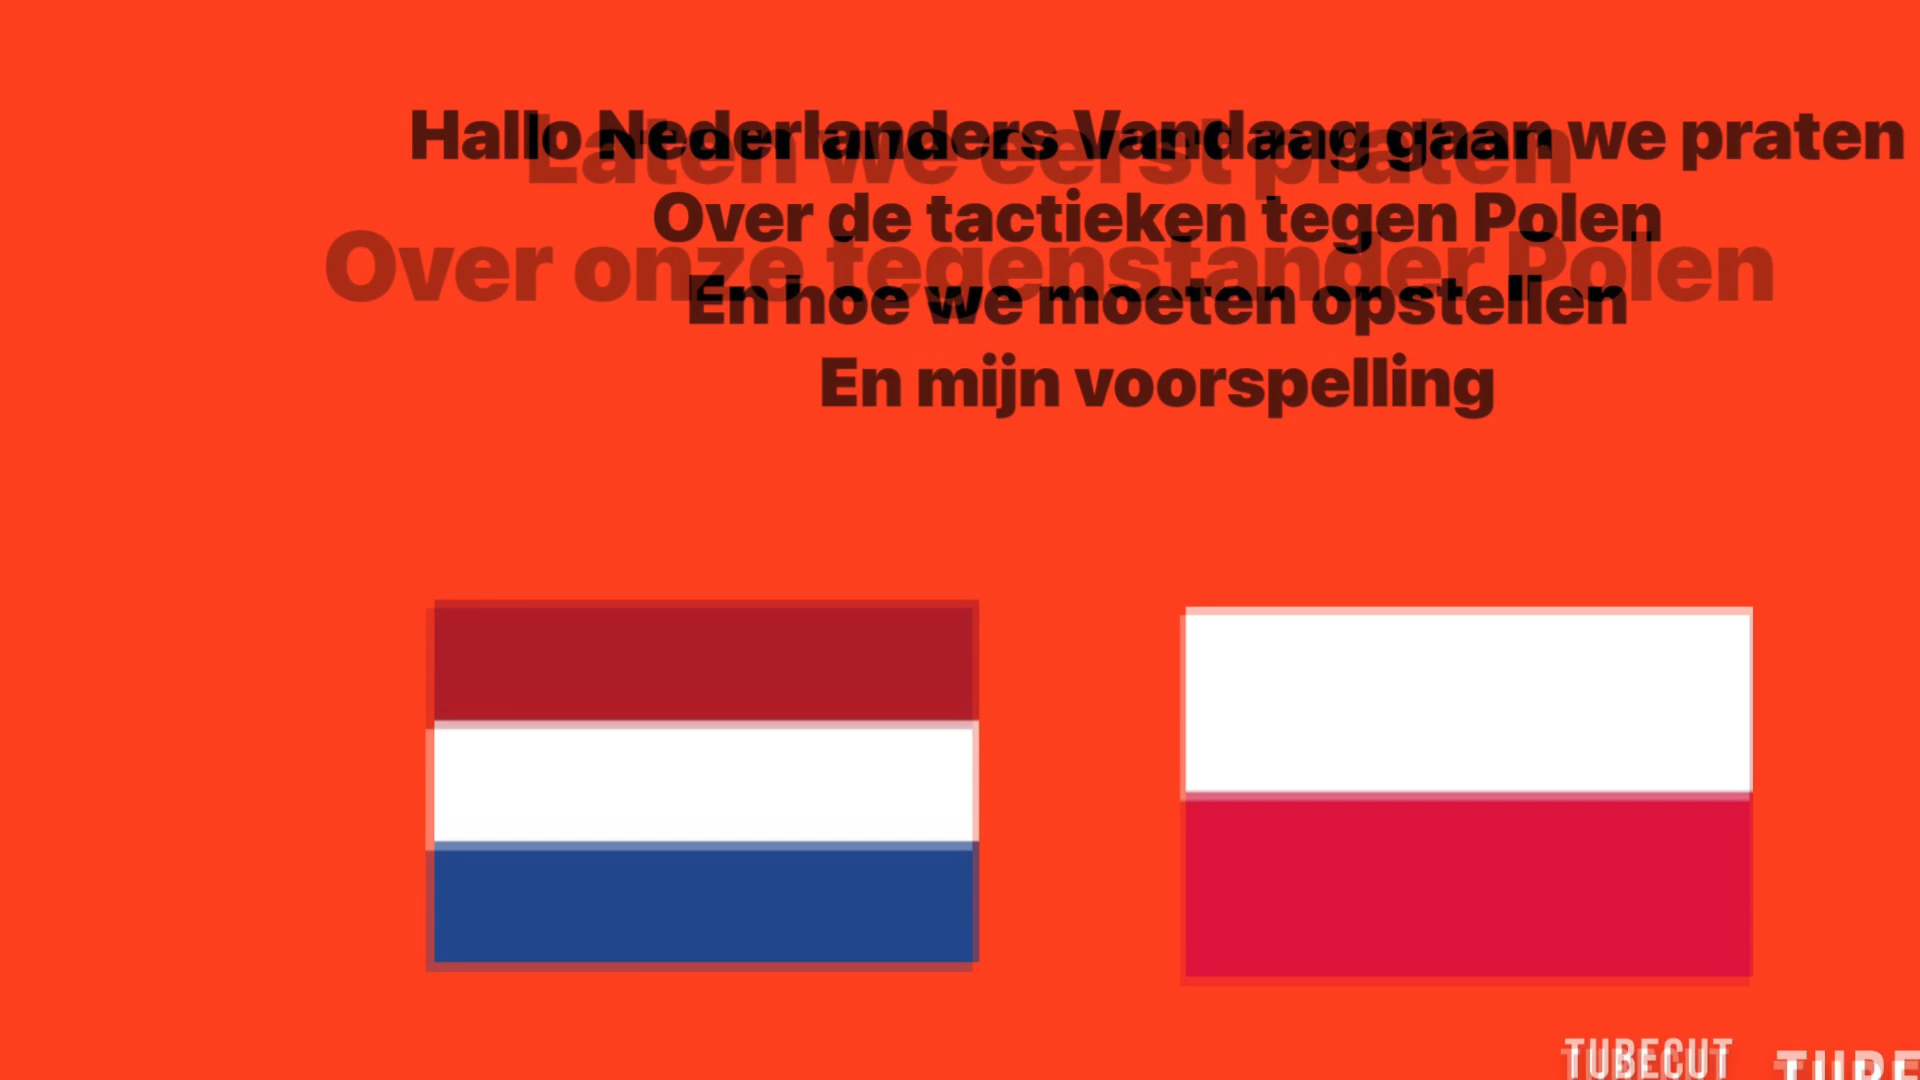 Hallo Nederlanders Vandaag gaan we praten
Laten we eerst praten
Over de tactieken tegen Polen
Over onze tegenstander Polen
En hoe we moeten opstellen
En mijn voorspelling
TUBECUT
TUBE